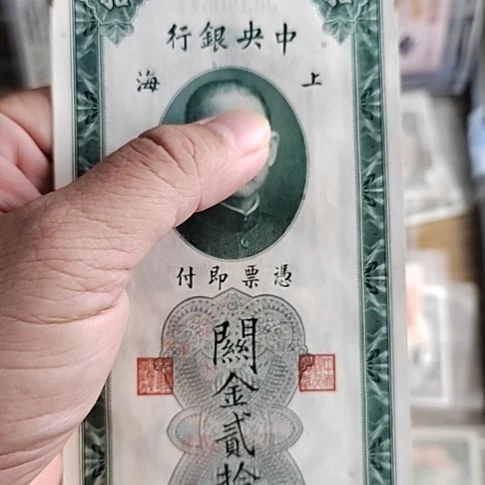 中央銀行
上海
憑票即付
關金貳拾